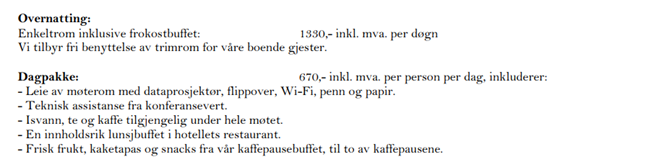 Overnatting:
Enkeltrom inklusive frokostbuffet: 1330,- inkl. mva. per døgn
Vi tilbyr fri benyttelse av trimrom for våre boende gjester.
Dagpakke: 670,- inkl. mva. per person per dag, inkluderer:
- Leie av møterom med dataprosjektør, flippover, Wi-Fi, penn og papir.
- Teknisk assistanse fra konferansevert.
- Isvann, te og kaffe tilgjengelig under hele møtet.
- En innholdsrik lunsjbuffet i hotellets restaurant.
- Frisk frukt, kaketapas og snacks fra vår kaffepausebuffet, til to av kaffepausene.